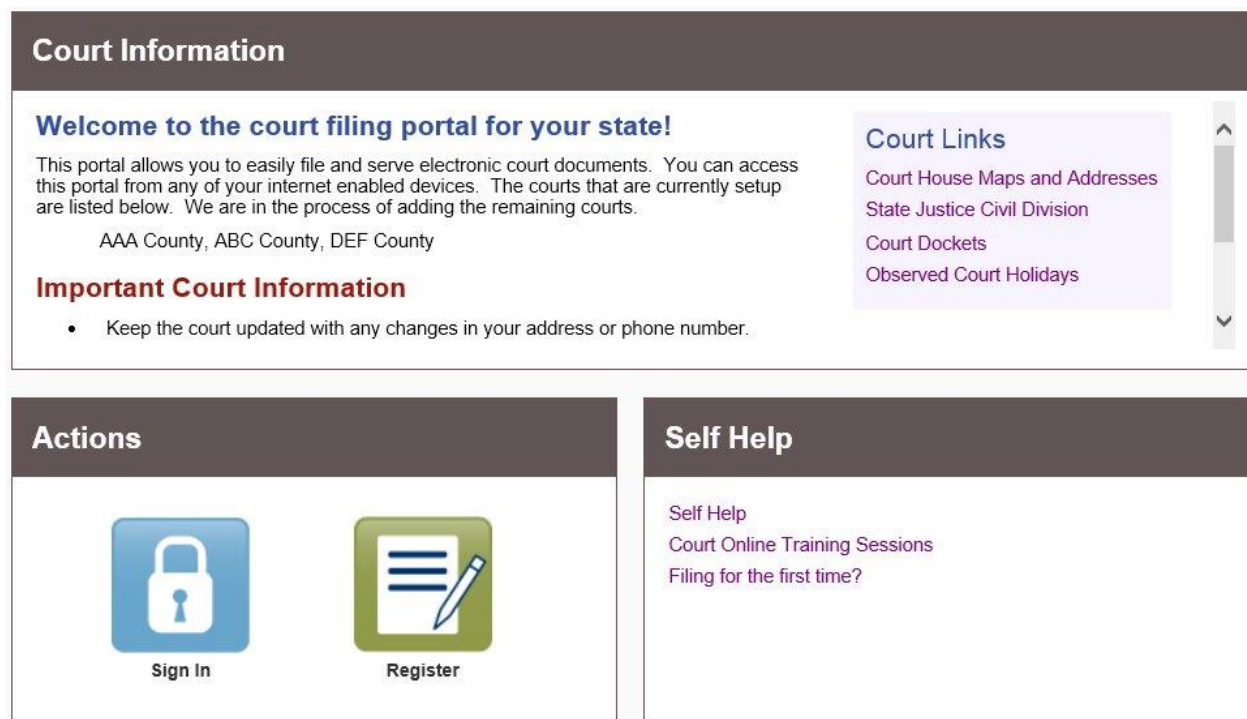 Court Information
Welcome to the court filing portal for your state!
This portal allows you to easily file and serve electronic court documents.  You can access
this portal from any of your internet enabled devices.  The courts that are currently setup
are listed below.  We are in the process of adding the remaining courts.
AAA County, ABC County, DEF County
Important Court Information
• Keep the court updated with any changes in your address or phone number.
Court Links
Court House Maps and Addresses
State Justice Civil Division
Court Dockets
Observed Court Holidays
Actions
Sign In
Register
Self Help
Self Help
Court Online Training Sessions
Filing for the first time?